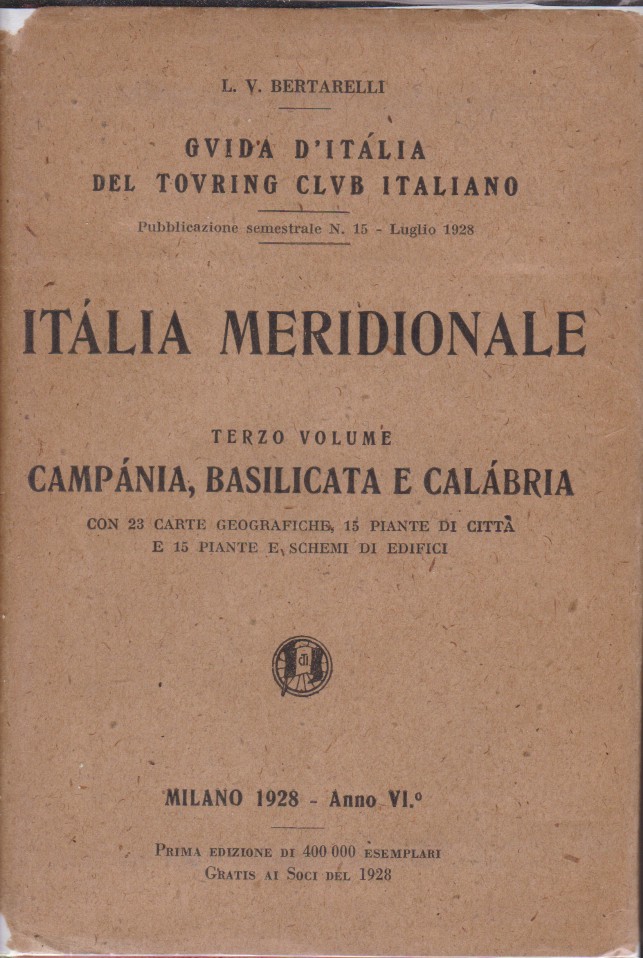 L. V. BERTARELLI
GVIDA D'ITÁLIA
DEL TOVRING CLVB ITALIANO
Pubblicazione semestrale N. 15 - Luglio 1928
ITÁLIA MERIDIONALE
TERZO VOLUME
CAMPÁNIA, BASILICATA E CALÁBRIA
CON 23 CARTE GEOGRAFICHE, 15 PIANTE DI CITTÀ
E 15 PIANTE E SCHEMI DI EDIFICI
MILANO 1928 - Anno VI.º
PRIMA EDIZIONE DI 400 000 ESEMPLARI
GRATIS AI SOCI DEL 1928